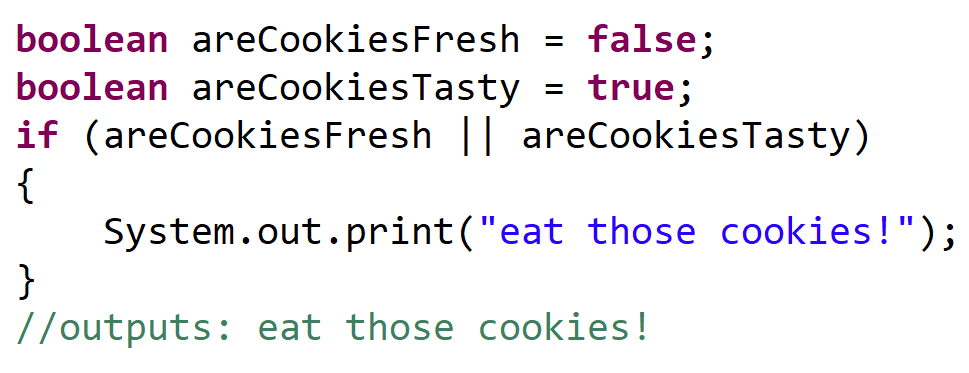 boolean areCookiesFresh = false;
boolean areCookiesTasty = true;
if (areCookiesFresh || areCookiesTasty)
{
    System.out.print("eat those cookies!");
}
//outputs: eat those cookies!